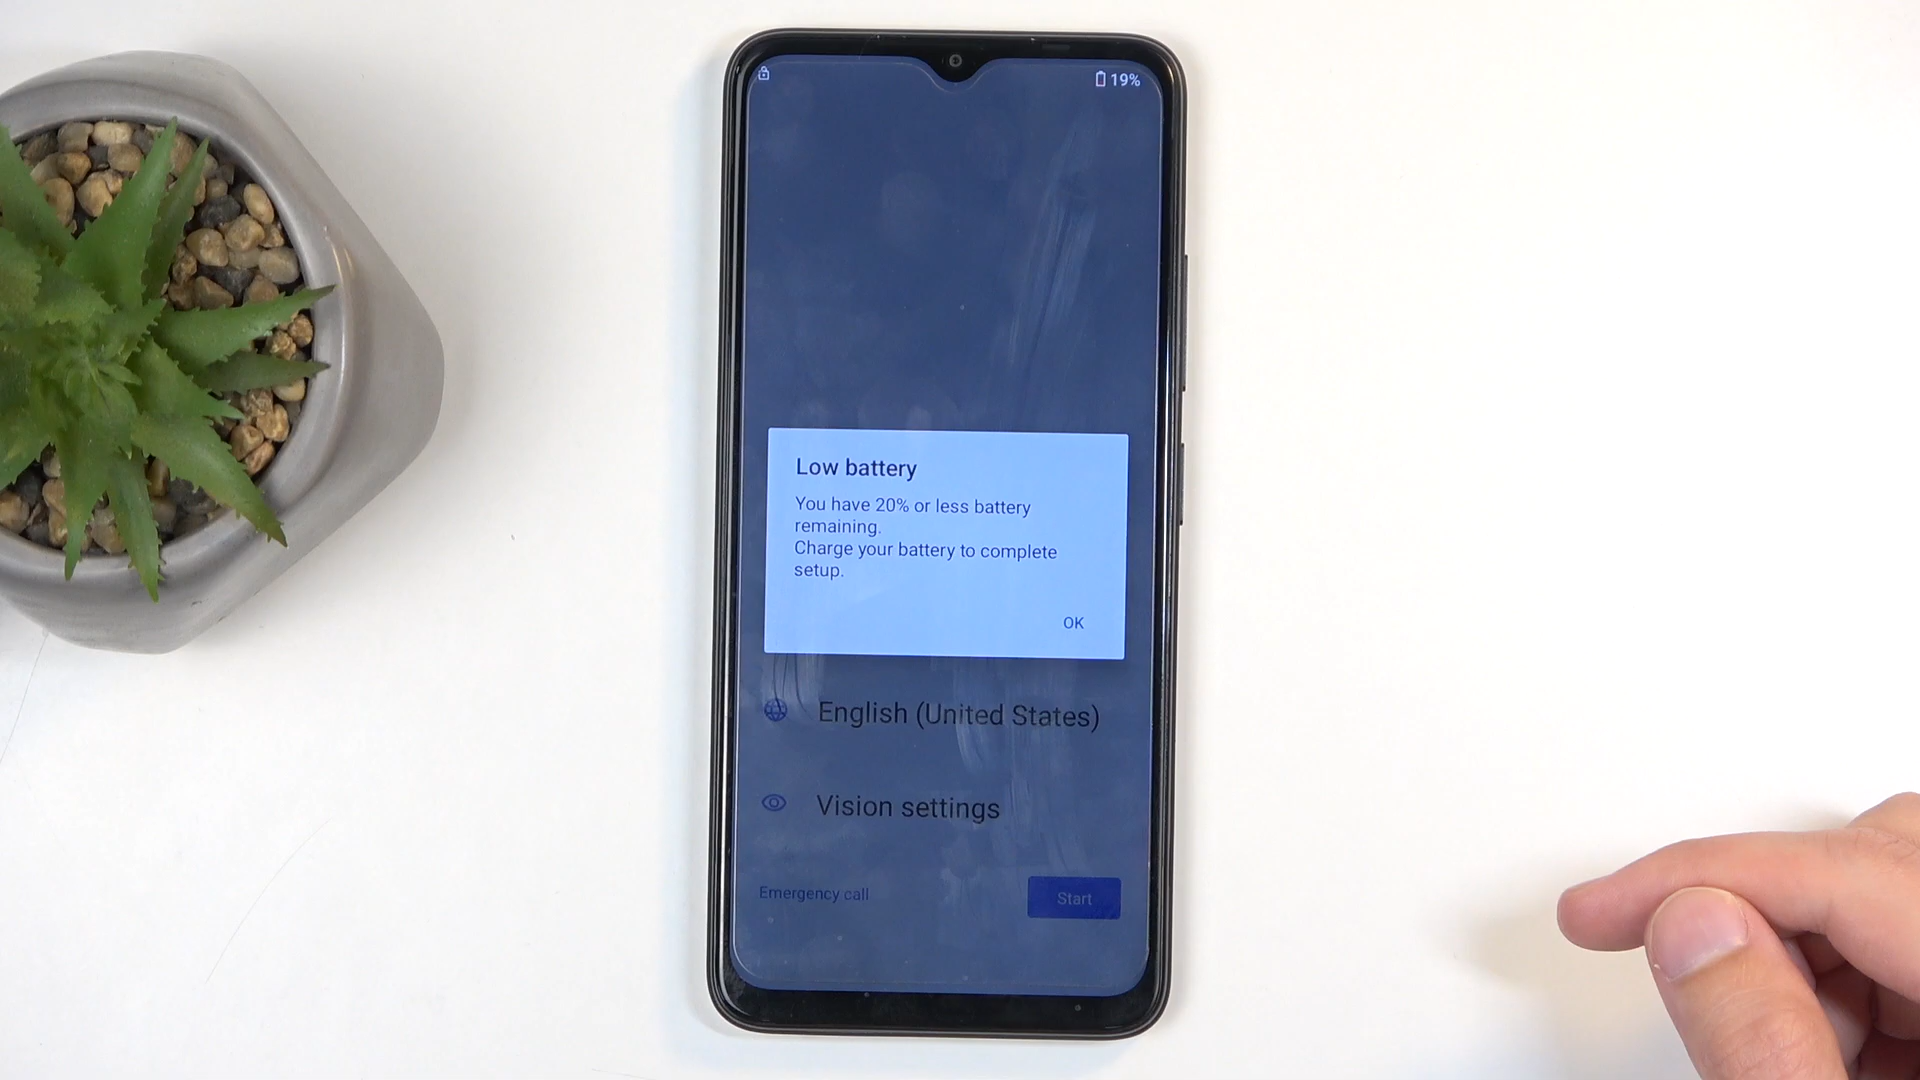 19%
Low battery
You have 20% or less battery
remaining.
Charge your battery to complete
setup.
OK
English (United States)
Vision settings
Emergency call
Start